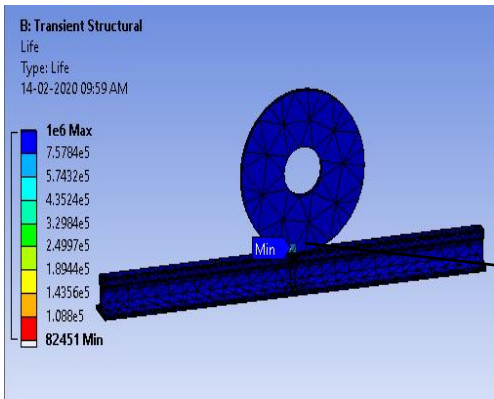 B: Transient Structural
Life
Type: Life
14-02-2020 09:59 AM
1e6 Max
7.5784e5
5.7432e5
4.3524e5
3.2984e5
2.4997e5
1.8944e5
1.4356e5
1.088e5
82451 Min
Min